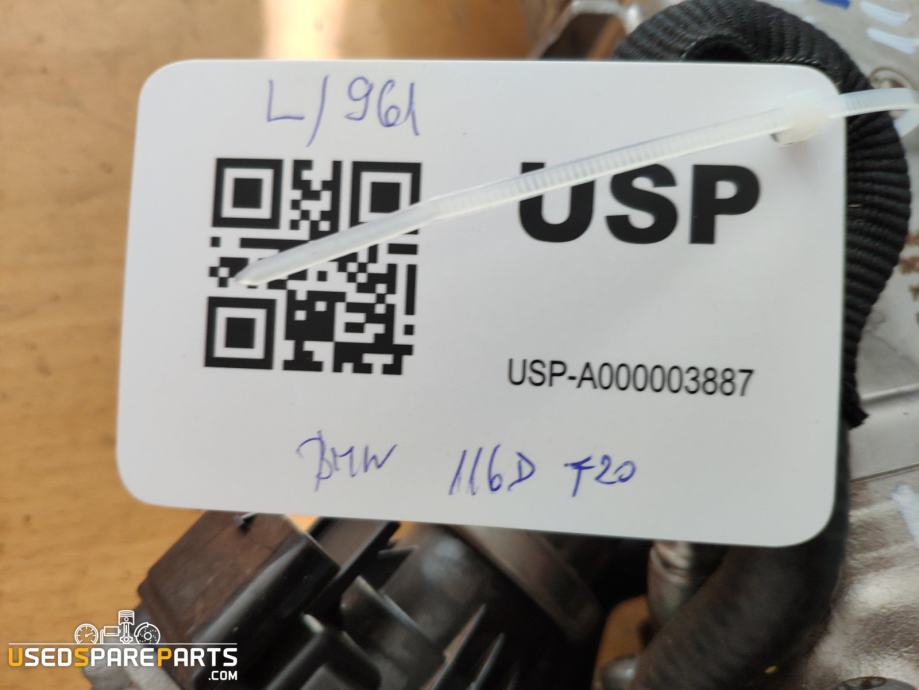 L/961
USP
USP-A000003887
BMW 116D F20
USEDSPAREPARTS
.COM